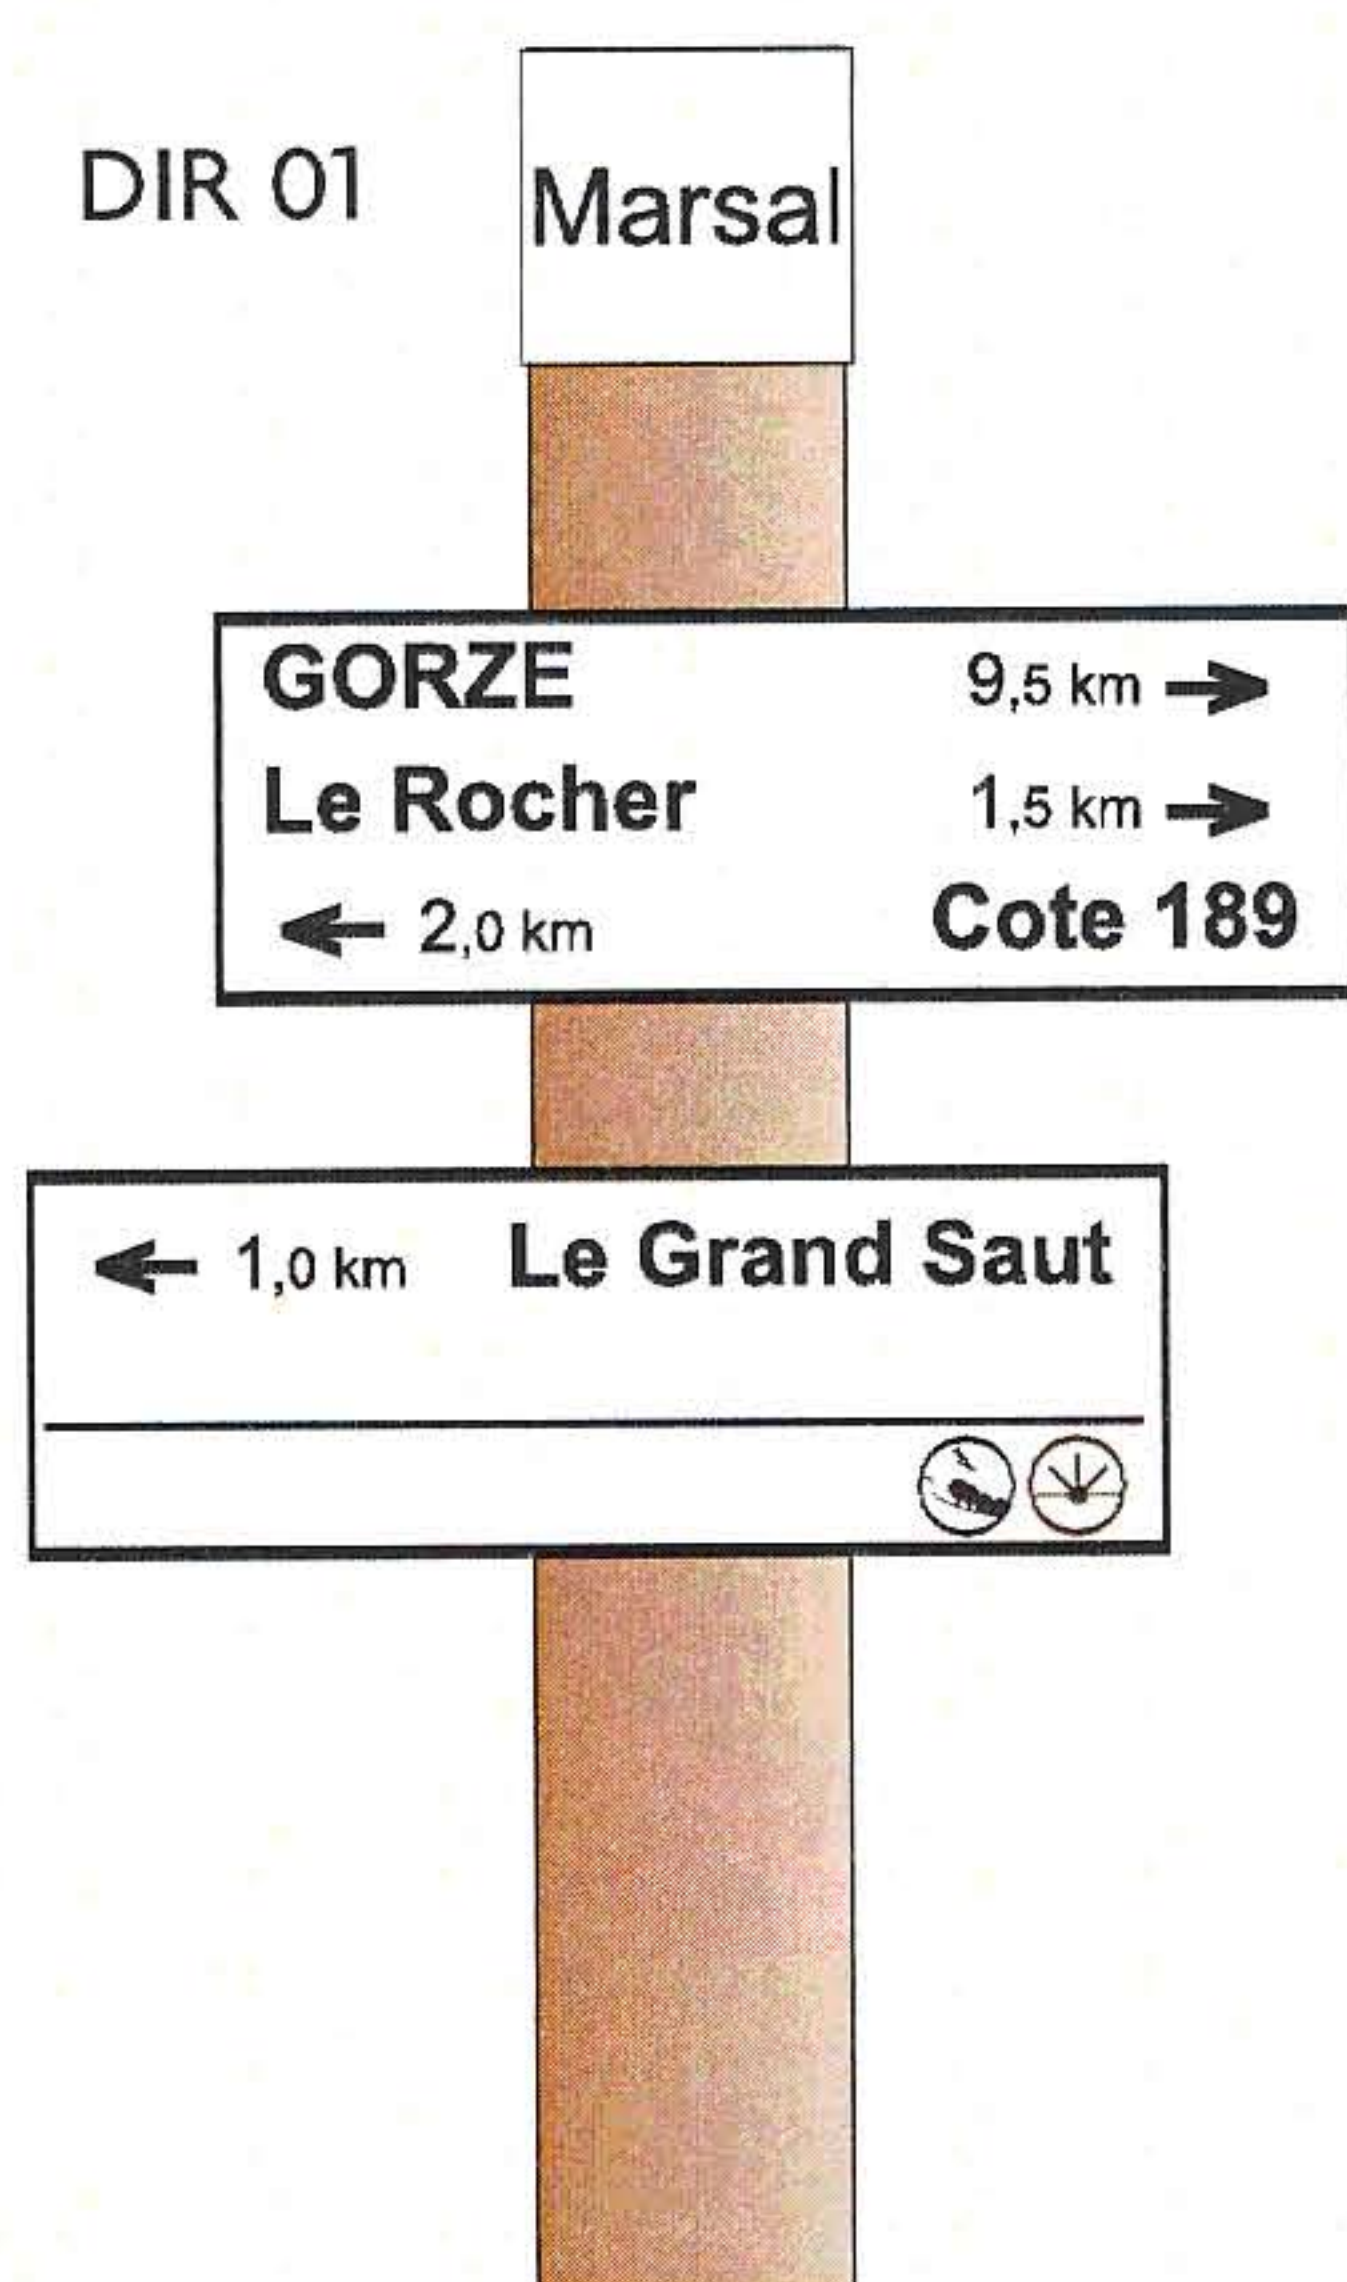 DIR 01
Marsal
GORZE 9,5 km →
Le Rocher 1,5 km →
← 2,0 km Cote 189
← 1,0 km Le Grand Saut